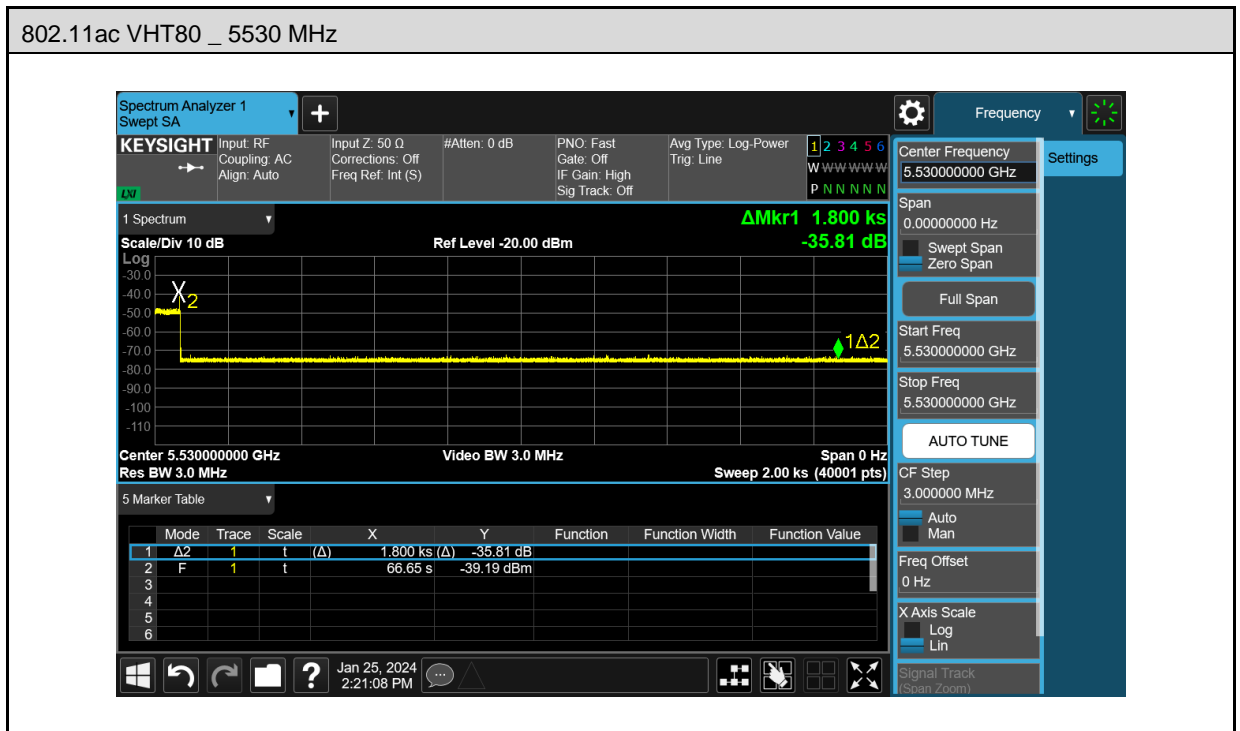 802.11ac VHT80 _ 5530 MHz
Spectrum Analyzer 1
Swept SA
Frequency
KEYSIGHT
LXI
Input: RF
Coupling: AC
Align: Auto
Input Z: 50 Ω
Corrections: Off
Freq Ref: Int (S)
#Atten: 0 dB
PNO: Fast
Gate: Off
IF Gain: High
Sig Track: Off
Avg Type: Log-Power
Trig: Line
1 2 3 4 5 6
W W W W W W
P N N N N N
1 Spectrum
ΔMkr1 1.800 ks
Scale/Div 10 dB
Ref Level -20.00 dBm
-35.81 dB
Log
-30.0
-40.0
-50.0
-60.0
-70.0
-80.0
-90.0
-100
-110
2
1Δ2
Center 5.530000000 GHz
Video BW 3.0 MHz
Span 0 Hz
Res BW 3.0 MHz
Sweep 2.00 ks (40001 pts)
5 Marker Table
Mode Trace Scale X Y Function Function Width Function Value
1 Δ2 1 t (Δ) 1.800 ks (Δ) -35.81 dB
2 F 1 t 66.65 s -39.19 dBm
3
4
5
6
?
Jan 25, 2024
2:21:08 PM
Center Frequency
5.530000000 GHz
Settings
Span
0.00000000 Hz
Swept Span
Zero Span
Full Span
Start Freq
5.530000000 GHz
Stop Freq
5.530000000 GHz
AUTO TUNE
CF Step
3.000000 MHz
Auto
Man
Freq Offset
0 Hz
X Axis Scale
Log
Lin
Signal Track
(Span Zoom)